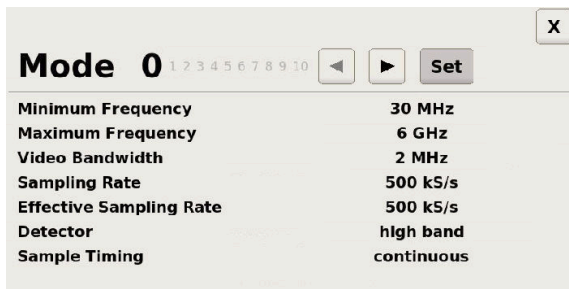 X
Mode 0 1 2 3 4 5 6 7 8 9 10 ◀ ▶ Set
Minimum Frequency 30 MHz
Maximum Frequency 6 GHz
Video Bandwidth 2 MHz
Sampling Rate 500 kS/s
Effective Sampling Rate 500 kS/s
Detector high band
Sample Timing continuous